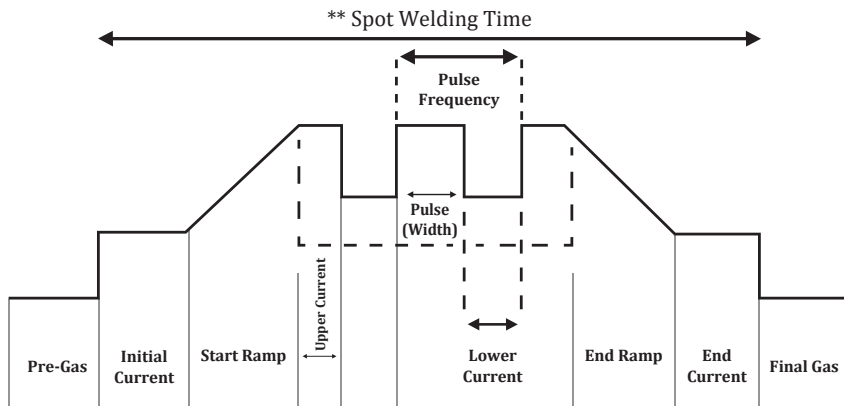 ** Spot Welding Time
Pulse
Frequency
Pulse
(Width)
Upper Current
Pre-Gas
Initial
Current
Start Ramp
Lower
Current
End Ramp
End
Current
Final Gas